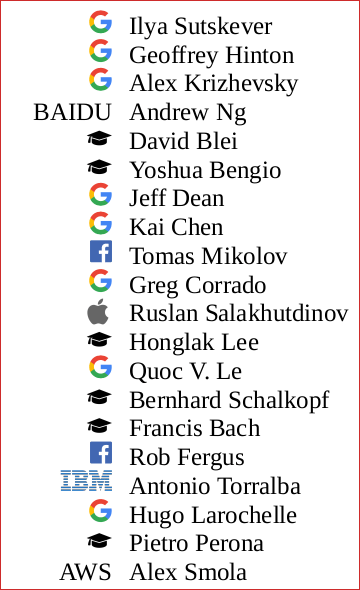 Ilya Sutskever
Geoffrey Hinton
Alex Krizhevsky
BAIDU Andrew Ng
David Blei
Yoshua Bengio
Jeff Dean
Kai Chen
Tomas Mikolov
Greg Corrado
Ruslan Salakhutdinov
Honglak Lee
Quoc V. Le
Bernhard Schalkopf
Francis Bach
Rob Fergus
IBM Antonio Torralba
Hugo Larochelle
Pietro Perona
AWS Alex Smola